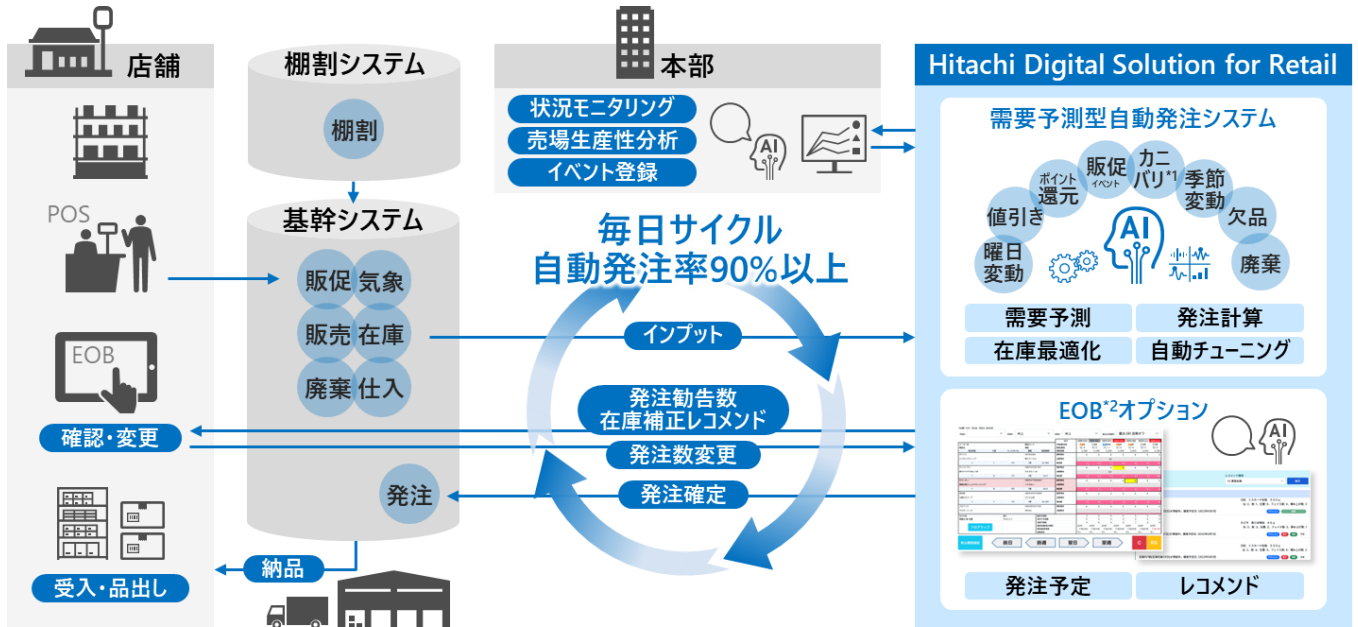 店舗
POS
EOB
確認・変更
受入・品出し
棚割システム
棚割
基幹システム
販促
気象
販売
在庫
廃棄
仕入
発注
納品
本部
状況モニタリング
売場生産性分析
イベント登録
AI
毎日サイクル
自動発注率90%以上
インプット
発注勧告数
在庫補正レコメンド
発注数変更
発注確定
Hitachi Digital Solution for Retail
需要予測型自動発注システム
曜日
変動
値引き
ポイント
還元
販促
イベント
カニ
バリ*1
季節
変動
欠品
廃棄
AI
需要予測
発注計算
在庫最適化
自動チューニング
EOB*2オプション
AI
前日
前週
翌日
翌週
C
発注予定
レコメンド